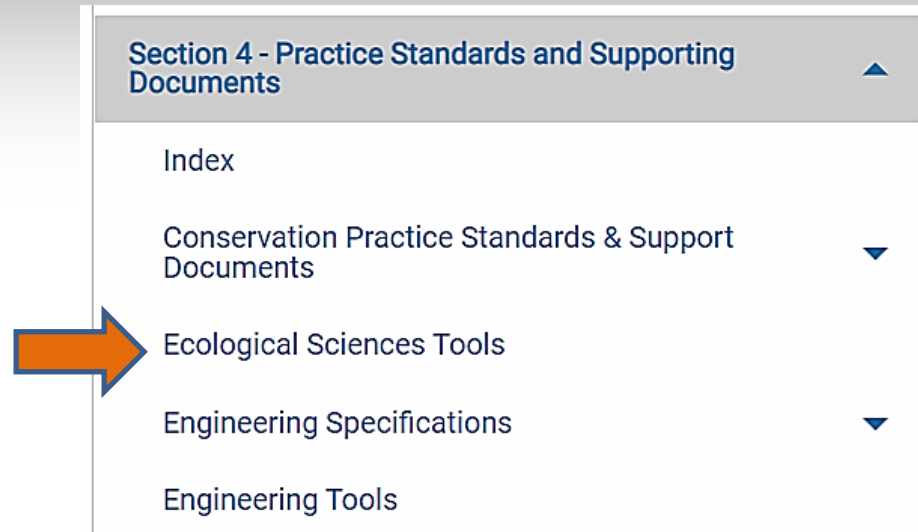 Section 4 - Practice Standards and Supporting
Documents
Index
Conservation Practice Standards & Support
Documents
Ecological Sciences Tools
Engineering Specifications
Engineering Tools